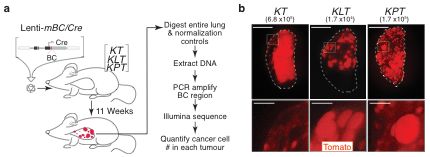 a
Lenti-mBC/Cre
Cre
BC
KT
KLT
KPT
11 Weeks
Digest entire lung
& normalization
controls
Extract DNA
PCR amplify
BC region
Illumina sequence
Quantify cancer cell
# in each tumour
b
KT
(6.8 x10⁴)
KLT
(1.7 x10⁴)
KPT
(1.7 x10⁴)
Tomato